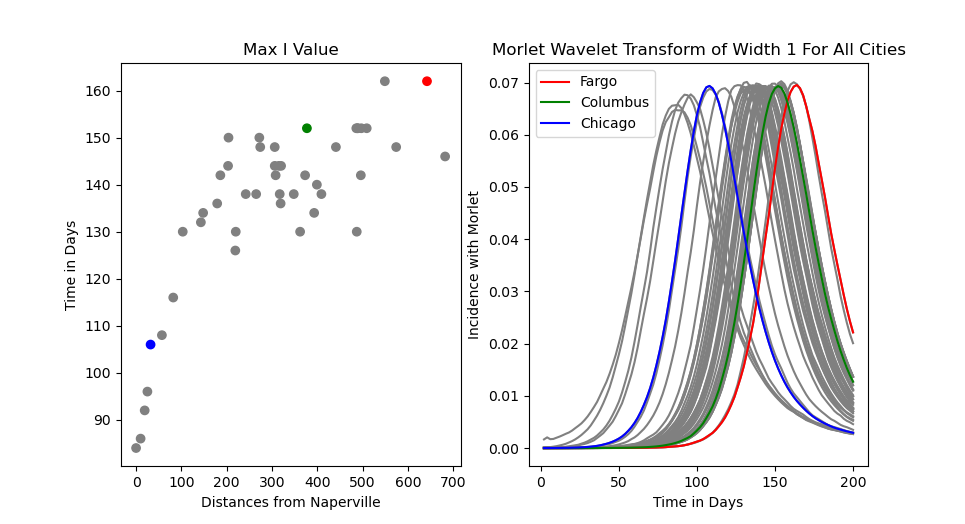 Max I Value
Time in Days
160
150
140
130
120
110
100
90
0 100 200 300 400 500 600 700
Distances from Naperville
Morlet Wavelet Transform of Width 1 For All Cities
Incidence with Morlet
0.07
0.06
0.05
0.04
0.03
0.02
0.01
0.00
Fargo
Columbus
Chicago
0 50 100 150 200
Time in Days